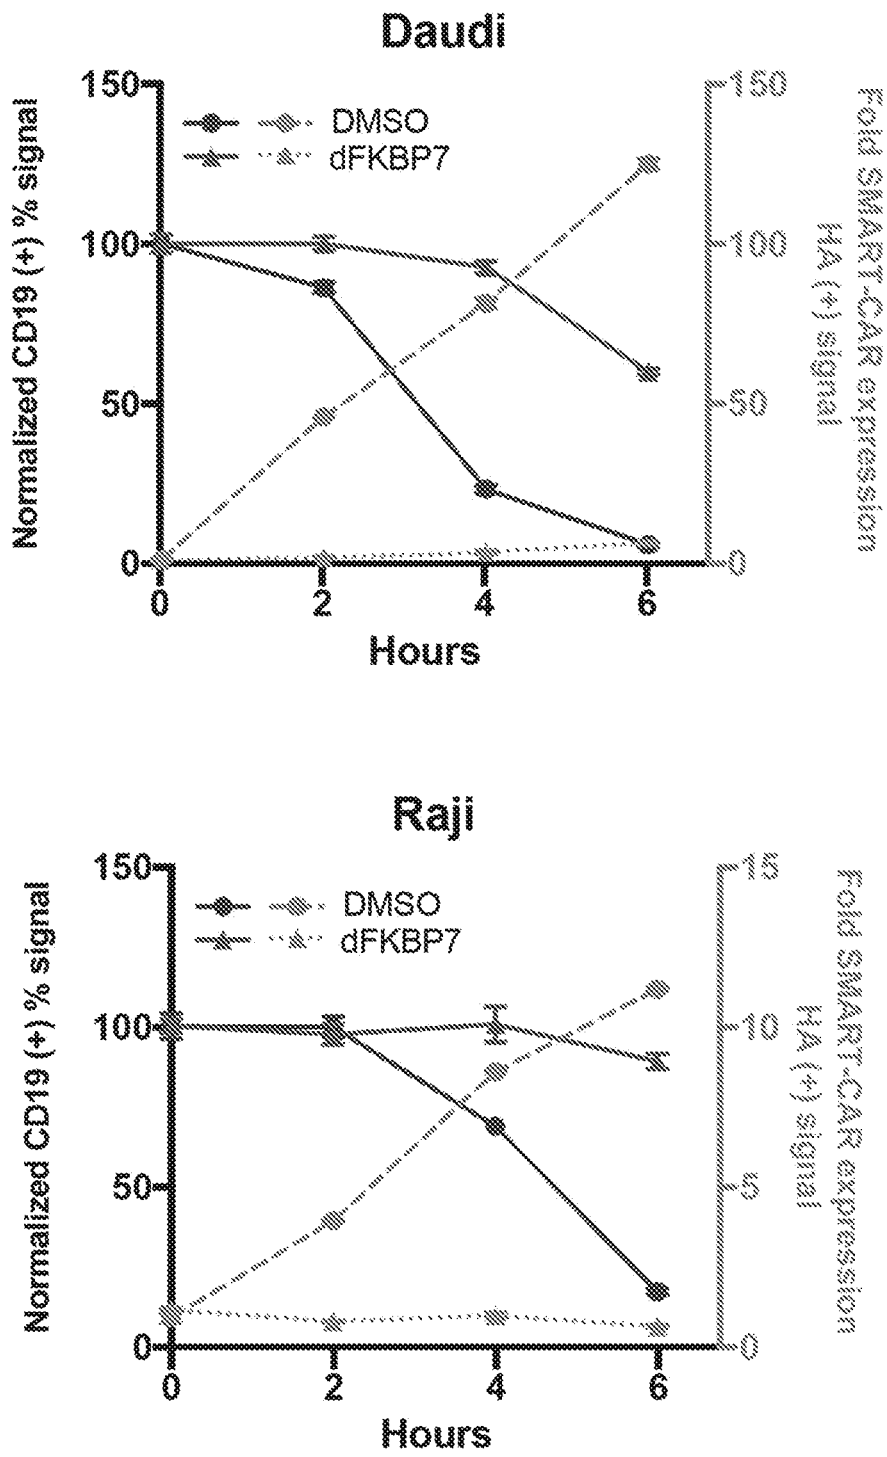 Daudi
Normalized CD19 (+) % signal
150
100
50
0
DMSO
dFKBP7
150
100
50
0
Fold SMART-CAR expression
HA (+) signal
0 2 4 6
Hours
Raji
Normalized CD19 (+) % signal
150
100
50
0
DMSO
dFKBP7
15
10
5
0
Fold SMART-CAR expression
HA (+) signal
0 2 4 6
Hours